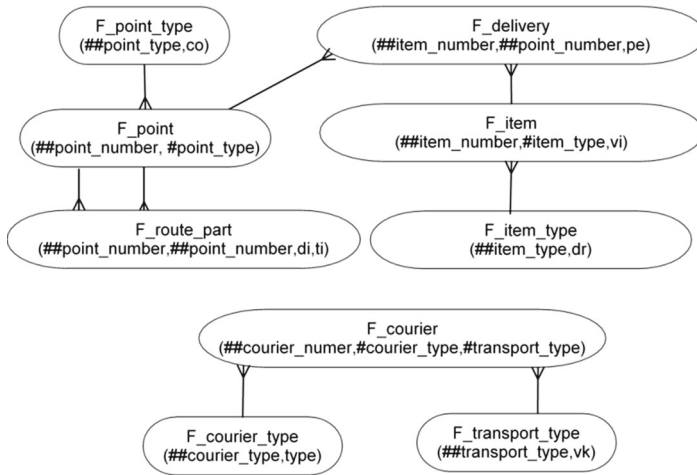 F_point_type
(##point_type,co)
F_delivery
(##item_number,##point_number,pe)
F_point
(##point_number, #point_type)
F_item
(##item_number,#item_type,vi)
F_route_part
(##point_number,##point_number,di,ti)
F_item_type
(##item_type,dr)
F_courier
(##courier_numer,#courier_type,#transport_type)
F_courier_type
(##courier_type,type)
F_transport_type
(##transport_type,vk)